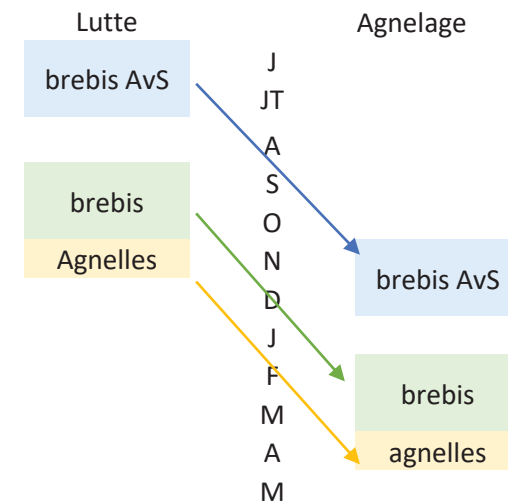 Lutte
Agnelage
brebis AvS
brebis
Agnelles
J
JT
A
S
O
N
D
J
F
M
A
M
brebis AvS
brebis
agnelles